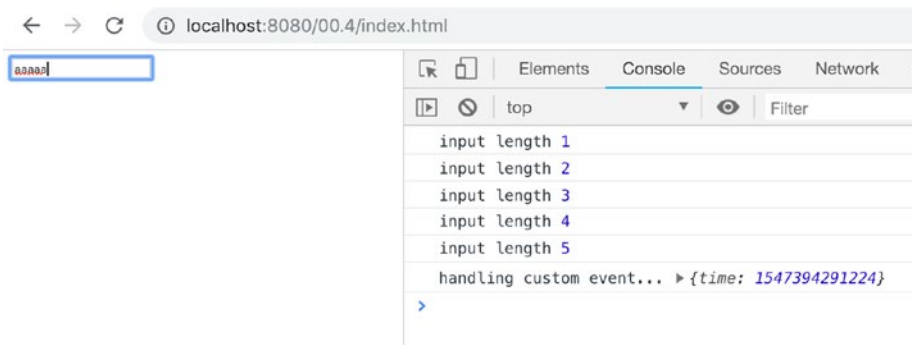 localhost:8080/00.4/index.html
aaaaa
Elements Console Sources Network
top Filter
input length 1
input length 2
input length 3
input length 4
input length 5
handling custom event... ▶{time: 1547394291224}
>